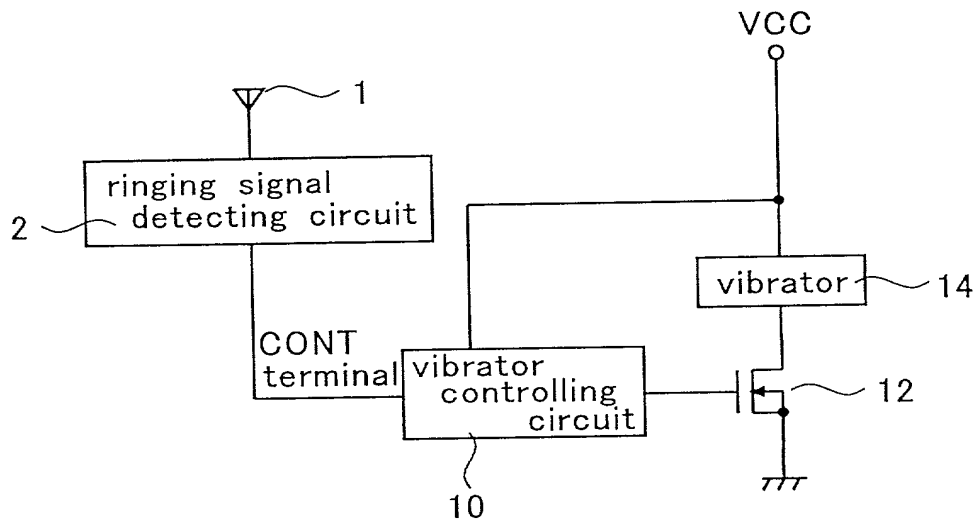 VCC
1
ringing signal
detecting circuit
2
vibrator
14
CONT
terminal
vibrator
controlling
circuit
12
10